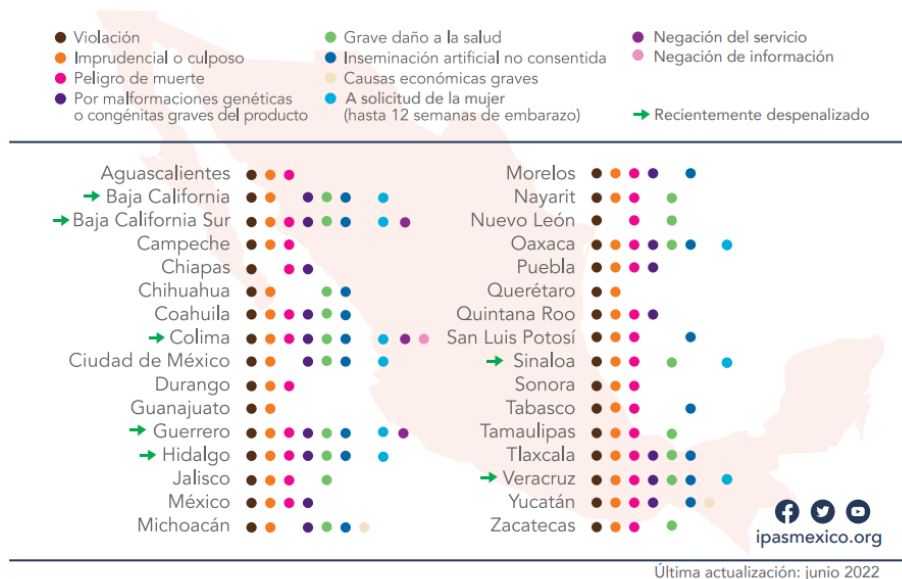 Violación
Imprudencial o culposo
Peligro de muerte
Por malformaciones genéticas
o congénitas graves del producto
Grave daño a la salud
Inseminación artificial no consentida
Causas económicas graves
A solicitud de la mujer
(hasta 12 semanas de embarazo)
Negación del servicio
Negación de información
Recientemente despenalizado
Aguascalientes
Baja California
Baja California Sur
Campeche
Chiapas
Chihuahua
Coahuila
Colima
Ciudad de México
Durango
Guanajuato
Guerrero
Hidalgo
Jalisco
México
Michoacán
Morelos
Nayarit
Nuevo León
Oaxaca
Puebla
Querétaro
Quintana Roo
San Luis Potosí
Sinaloa
Sonora
Tabasco
Tamaulipas
Tlaxcala
Veracruz
Yucatán
Zacatecas
ipasmexico.org
Última actualización: junio 2022